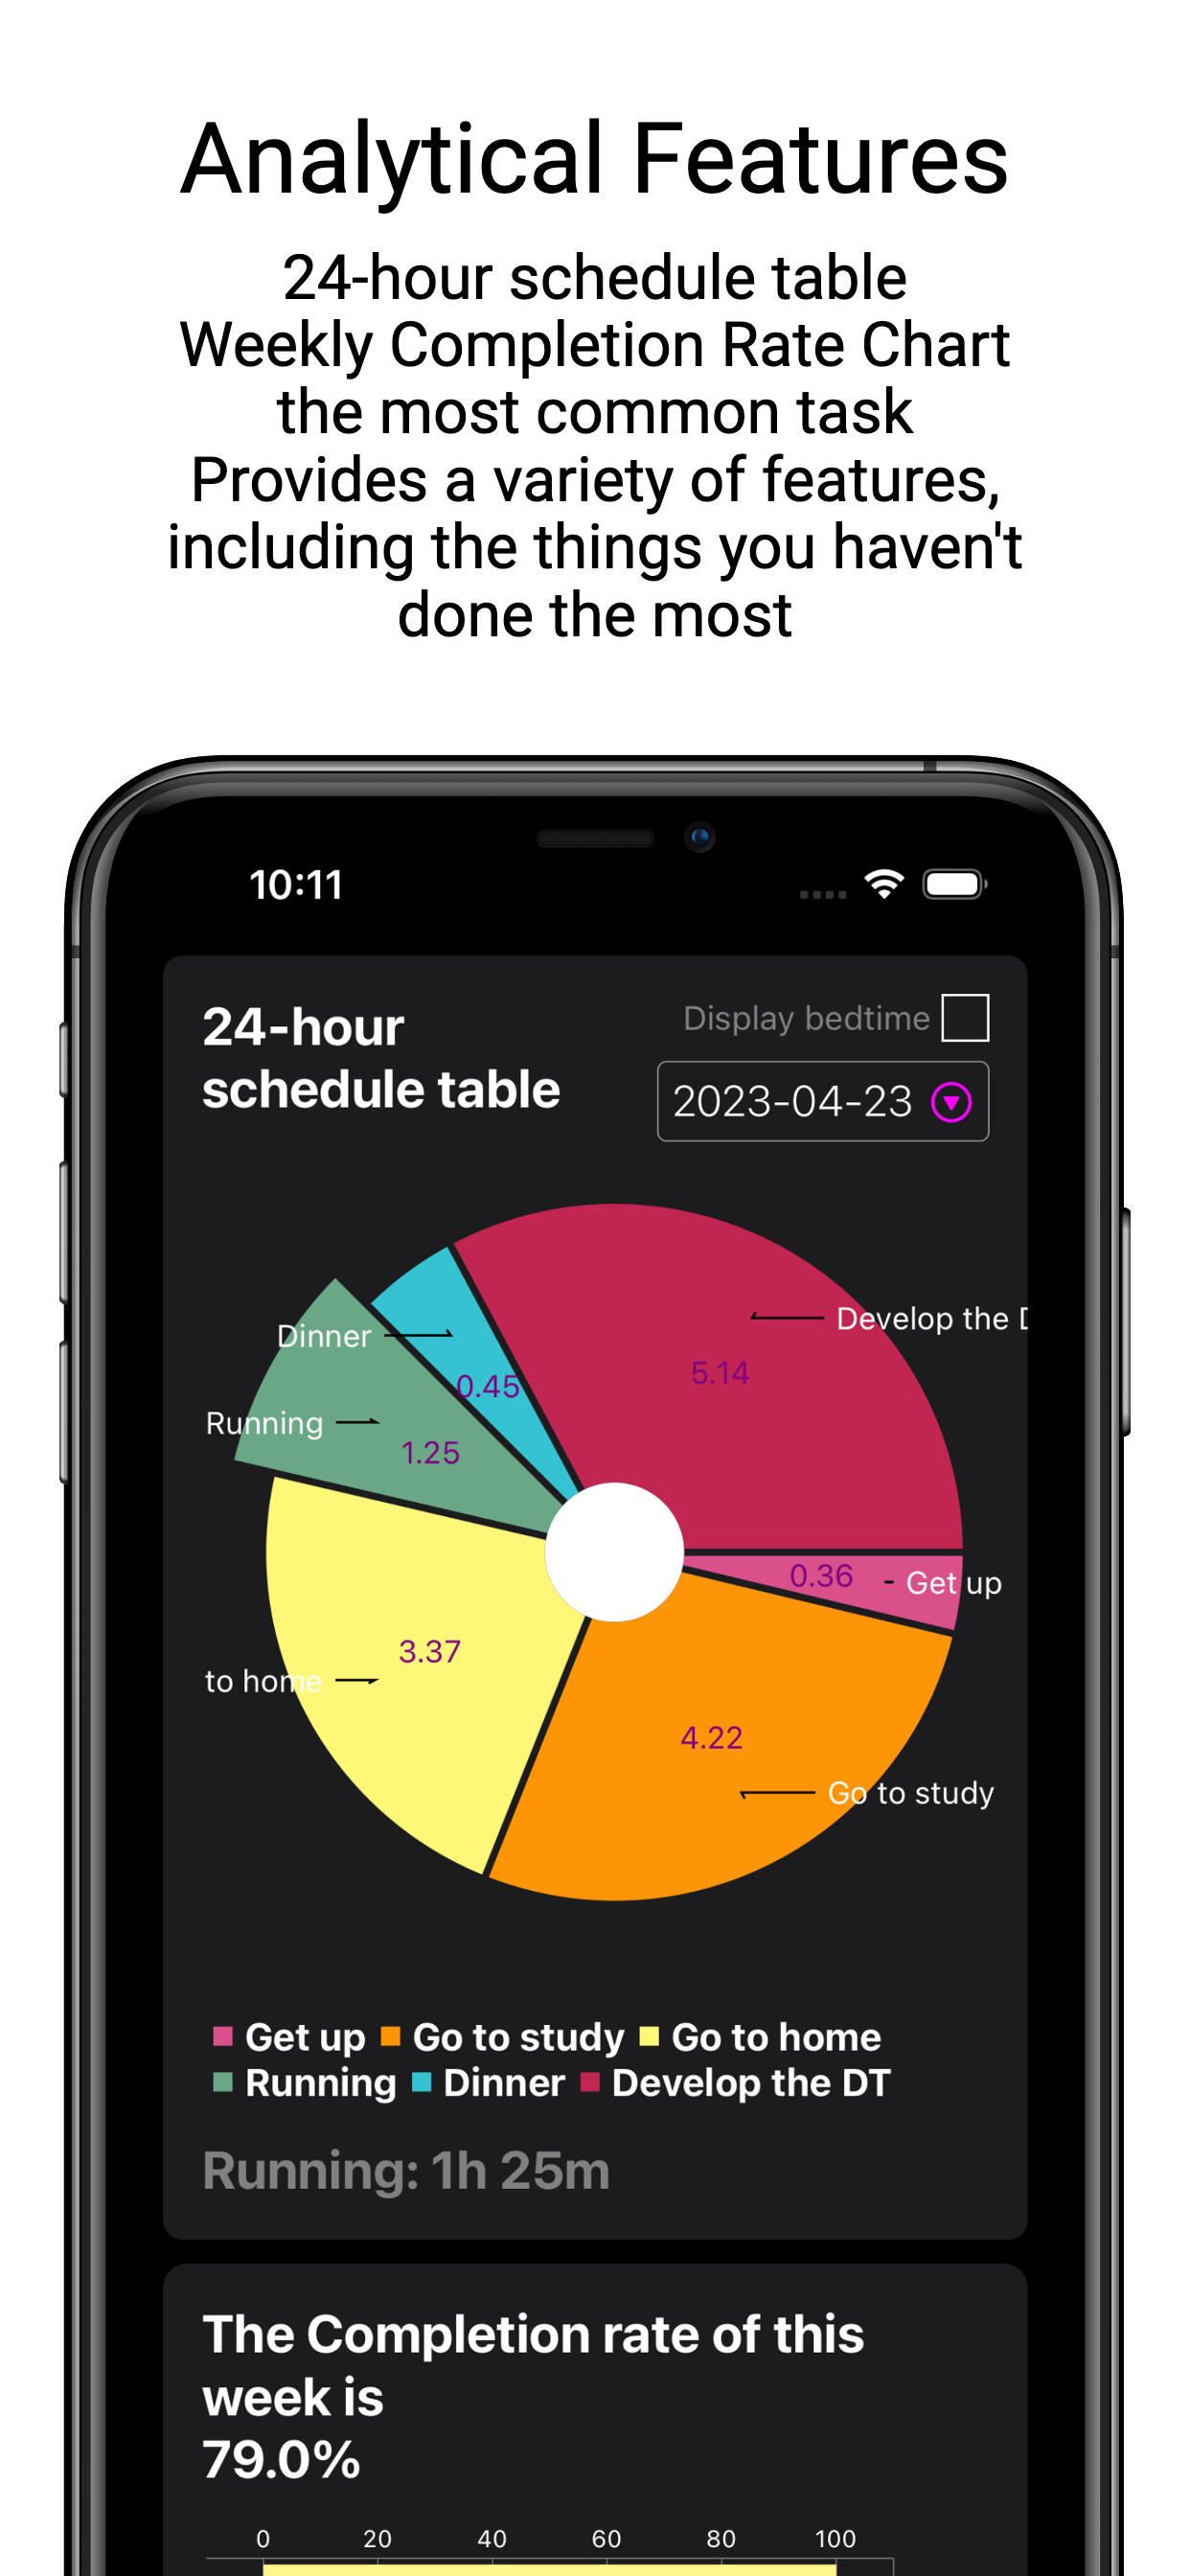 Analytical Features
24-hour schedule table
Weekly Completion Rate Chart
the most common task
Provides a variety of features,
including the things you haven't
done the most
10:11
24-hour
schedule table
Display bedtime
2023-04-23
Develop the D
5.14
Dinner
0.45
Running
1.25
0.36
Get up
3.37
to home
4.22
Go to study
Get up Go to study Go to home
Running Dinner Develop the DT
Running: 1h 25m
The Completion rate of this
week is
79.0%
0 20 40 60 80 100